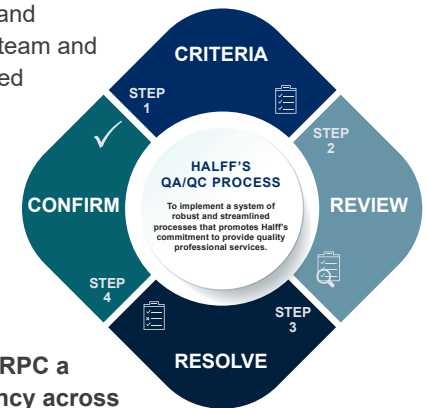 and
team and
ed
CRITERIA
STEP
1
STEP
2
HALFF'S
QA/QC PROCESS
To implement a system of
robust and streamlined
processes that promotes Halff's
commitment to provide quality
professional services.
CONFIRM
REVIEW
STEP
4
STEP
3
RESOLVE
RPC a
ncy across